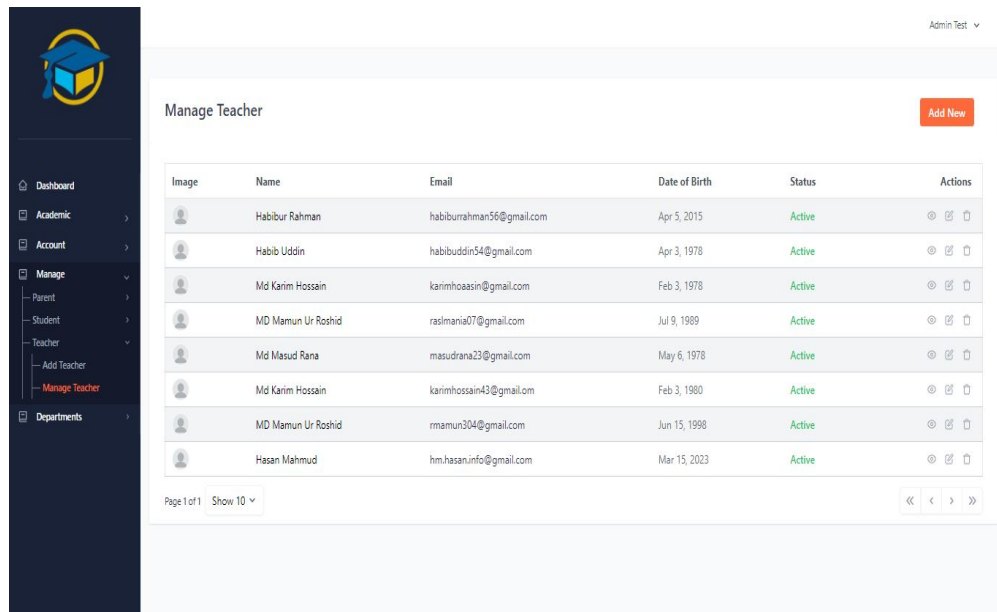 Admin Test
Manage Teacher
Add New
Dashboard
Academic
Account
Manage
Parent
Student
Teacher
Add Teacher
Manage Teacher
Departments
Image Name Email Date of Birth Status Actions
Habibur Rahman habiburrahman56@gmail.com Apr 5, 2015 Active
Habib Uddin habibuddin54@gmail.com Apr 3, 1978 Active
Md Karim Hossain karimhoaasin@gmail.com Feb 3, 1978 Active
MD Mamun Ur Roshid raslmania07@gmail.com Jul 9, 1989 Active
Md Masud Rana masudrana23@gmail.com May 6, 1978 Active
Md Karim Hossain karimhossain43@gmail.om Feb 3, 1980 Active
MD Mamun Ur Roshid rmamun304@gmail.com Jun 15, 1998 Active
Hasan Mahmud hm.hasan.info@gmail.com Mar 15, 2023 Active
Page 1 of 1 Show 10